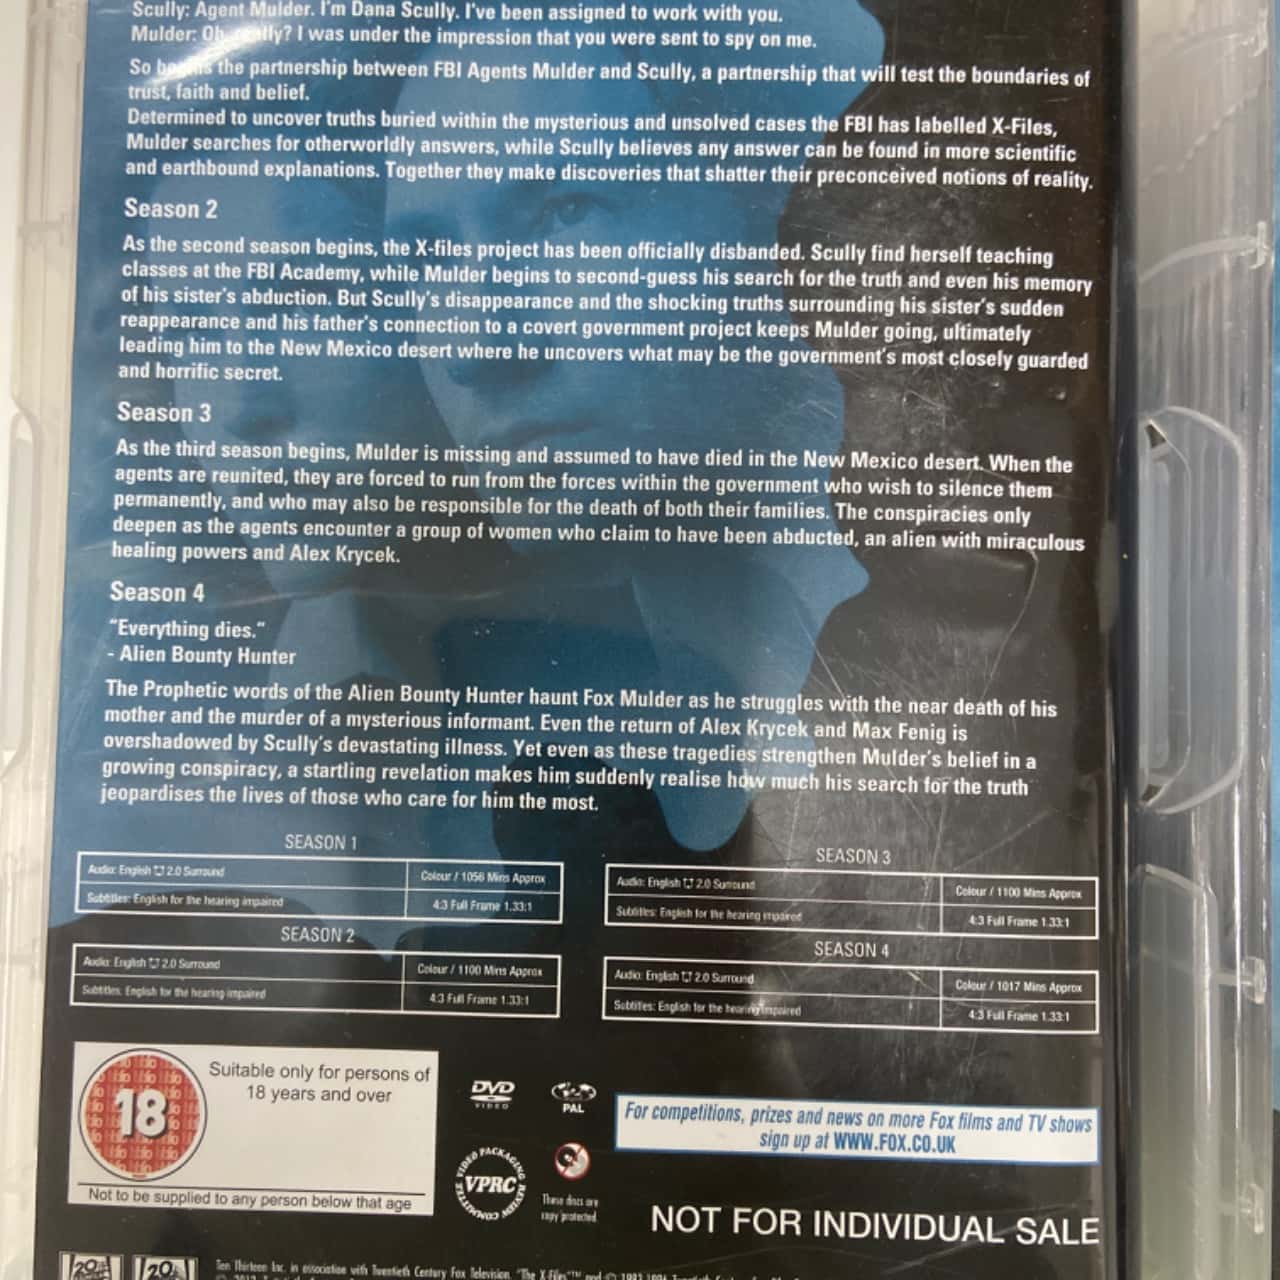 Scully: Agent Mulder. I'm Dana Scully. I've been assigned to work with you.
Mulder: Oh, really? I was under the impression that you were sent to spy on me.
So begins the partnership between FBI Agents Mulder and Scully, a partnership that will test the boundaries of
trust, faith and belief.
Determined to uncover truths buried within the mysterious and unsolved cases the FBI has labelled X-Files,
Mulder searches for otherworldly answers, while Scully believes any answer can be found in more scientific
and earthbound explanations. Together they make discoveries that shatter their preconceived notions of reality.
Season 2
As the second season begins, the X-files project has been officially disbanded. Scully find herself teaching
classes at the FBI Academy, while Mulder begins to second-guess his search for the truth and even his memory
of his sister's abduction. But Scully's disappearance and the shocking truths surrounding his sister's sudden
reappearance and his father's connection to a covert government project keeps Mulder going, ultimately
leading him to the New Mexico desert where he uncovers what may be the government's most closely guarded
and horrific secret.
Season 3
As the third season begins, Mulder is missing and assumed to have died in the New Mexico desert. When the
agents are reunited, they are forced to run from the forces within the government who wish to silence them
permanently, and who may also be responsible for the death of both their families. The conspiracies only
deepen as the agents encounter a group of women who claim to have been abducted, an alien with miraculous
healing powers and Alex Krycek.
Season 4
"Everything dies."
- Alien Bounty Hunter
The Prophetic words of the Alien Bounty Hunter haunt Fox Mulder as he struggles with the near death of his
mother and the murder of a mysterious informant. Even the return of Alex Krycek and Max Fenig is
overshadowed by Scully's devastating illness. Yet even as these tragedies strengthen Mulder's belief in a
growing conspiracy, a startling revelation makes him suddenly realise how much his search for the truth
jeopardises the lives of those who care for him the most.
SEASON 1
Audio: English 2.0 Surround
Colour / 1056 Mins Approx
Subtitles: English for the hearing impaired
4:3 Full Frame 1.33:1
SEASON 2
Audio: English 2.0 Surround
Colour / 1100 Mins Approx
Subtitles: English for the hearing impaired
4:3 Full Frame 1.33:1
SEASON 3
Audio: English 2.0 Surround
Colour / 1100 Mins Approx
Subtitles: English for the hearing impaired
4:3 Full Frame 1.33:1
SEASON 4
Audio: English 2.0 Surround
Colour / 1017 Mins Approx
Subtitles: English for the hearing impaired
4:3 Full Frame 1.33:1
18
Suitable only for persons of
18 years and over
Not to be supplied to any person below that age
DVD
VIDEO
PAL
VIDEO PACKAGING REVIEW COMMITTEE
VPRC
These discs are
copy protected.
For competitions, prizes and news on more Fox films and TV shows
sign up at WWW.FOX.CO.UK
NOT FOR INDIVIDUAL SALE
20
20
Ten Thirteen Inc. in association with Twentieth Century Fox Television. "The X-Files"™ and ©